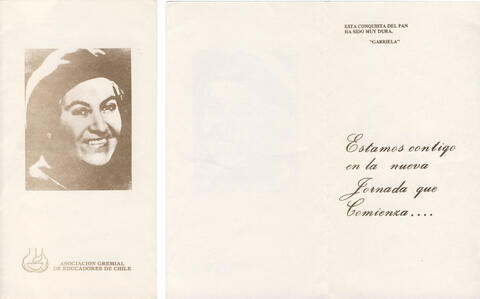 ASOCIACION GREMIAL
DE EDUCADORES DE CHILE
ESTA CONQUISTA DEL PAN
HA SIDO MUY DURA.
"GABRIELA"
Estamos contigo
en la nueva
Jornada que
Comienza....